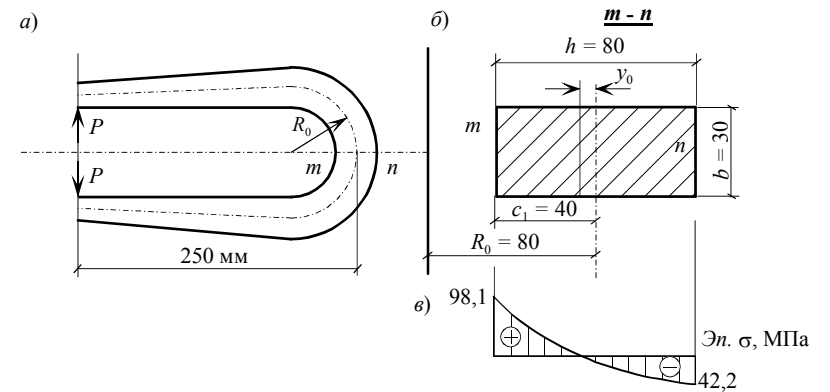 а)
P
P
R₀
m
n
250 мм
б)
m - n
h = 80
y₀
m
n
b = 30
c₁ = 40
R₀ = 80
в)
98,1
Эп. σ, МПа
42,2